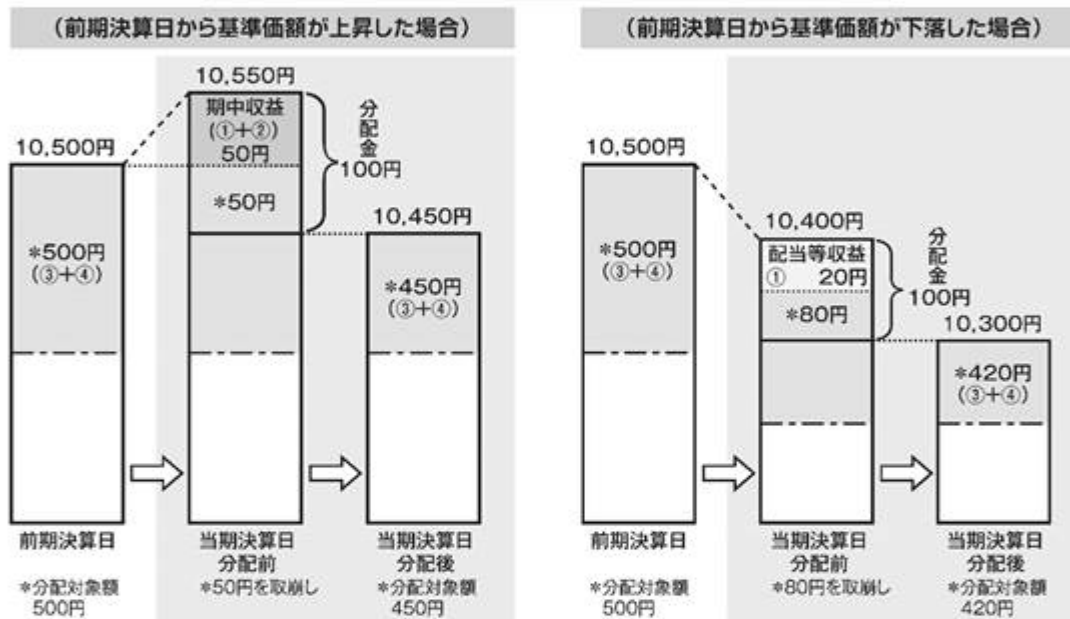 (前期決算日から基準価額が上昇した場合)
10,550円
期中収益
(①+②)
50円
*50円
分配金
100円
10,500円
*500円
(③+④)
10,450円
*450円
(③+④)
前期決算日
当期決算日
分配前
当期決算日
分配後
*分配対象額
500円
*50円を取崩し
*分配対象額
450円
(前期決算日から基準価額が下落した場合)
10,500円
*500円
(③+④)
10,400円
配当等収益
① 20円
*80円
分配金
100円
10,300円
*420円
(③+④)
前期決算日
当期決算日
分配前
当期決算日
分配後
*分配対象額
500円
*80円を取崩し
*分配対象額
420円